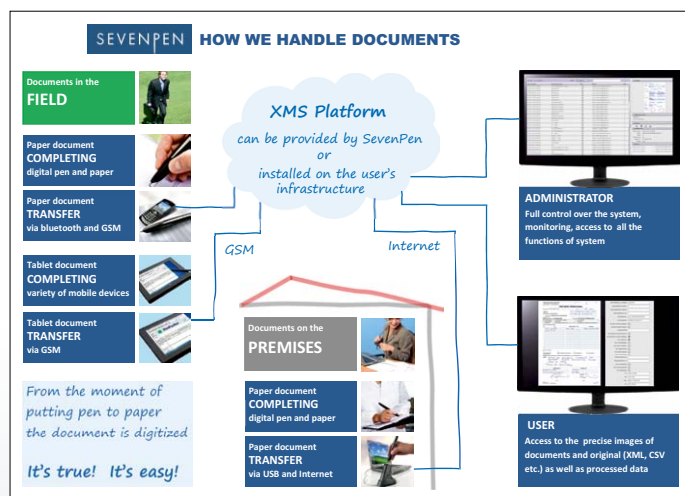 SEVENPEN HOW WE HANDLE DOCUMENTS
Documents in the
FIELD
Paper document
COMPLETING
digital pen and paper
Paper document
TRANSFER
via bluetooth and GSM
Tablet document
COMPLETING
variety of mobile devices
Tablet document
TRANSFER
via GSM
From the moment of
putting pen to paper
the document is digitized
It's true! It's easy!
XMS Platform
can be provided by SevenPen
or
installed on the user's
infrastructure
GSM
Internet
Documents on the
PREMISES
Paper document
COMPLETING
digital pen and paper
Paper document
TRANSFER
via USB and Internet
ADMINISTRATOR
Full control over the system,
monitoring, access to all the
functions of system
USER
Access to the precise images of
documents and original (XML, CSV
etc.) as well as processed data